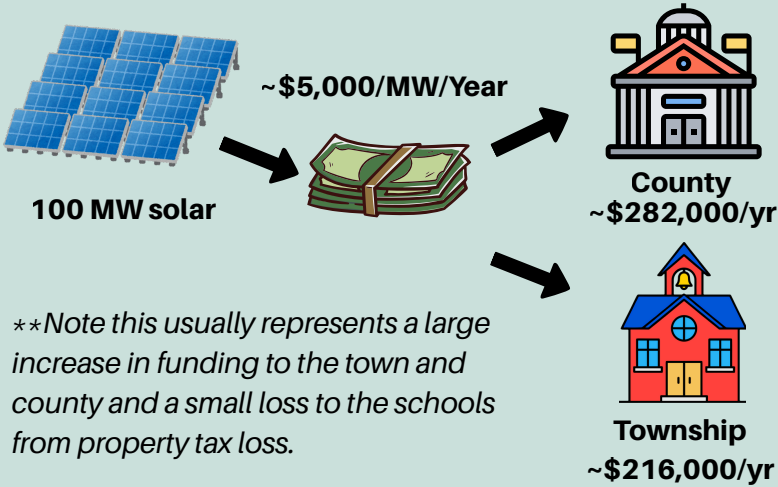 ~$5,000/MW/Year
100 MW solar
County
~$282,000/yr
**Note this usually represents a large
increase in funding to the town and
county and a small loss to the schools
from property tax loss.
Township
~$216,000/yr